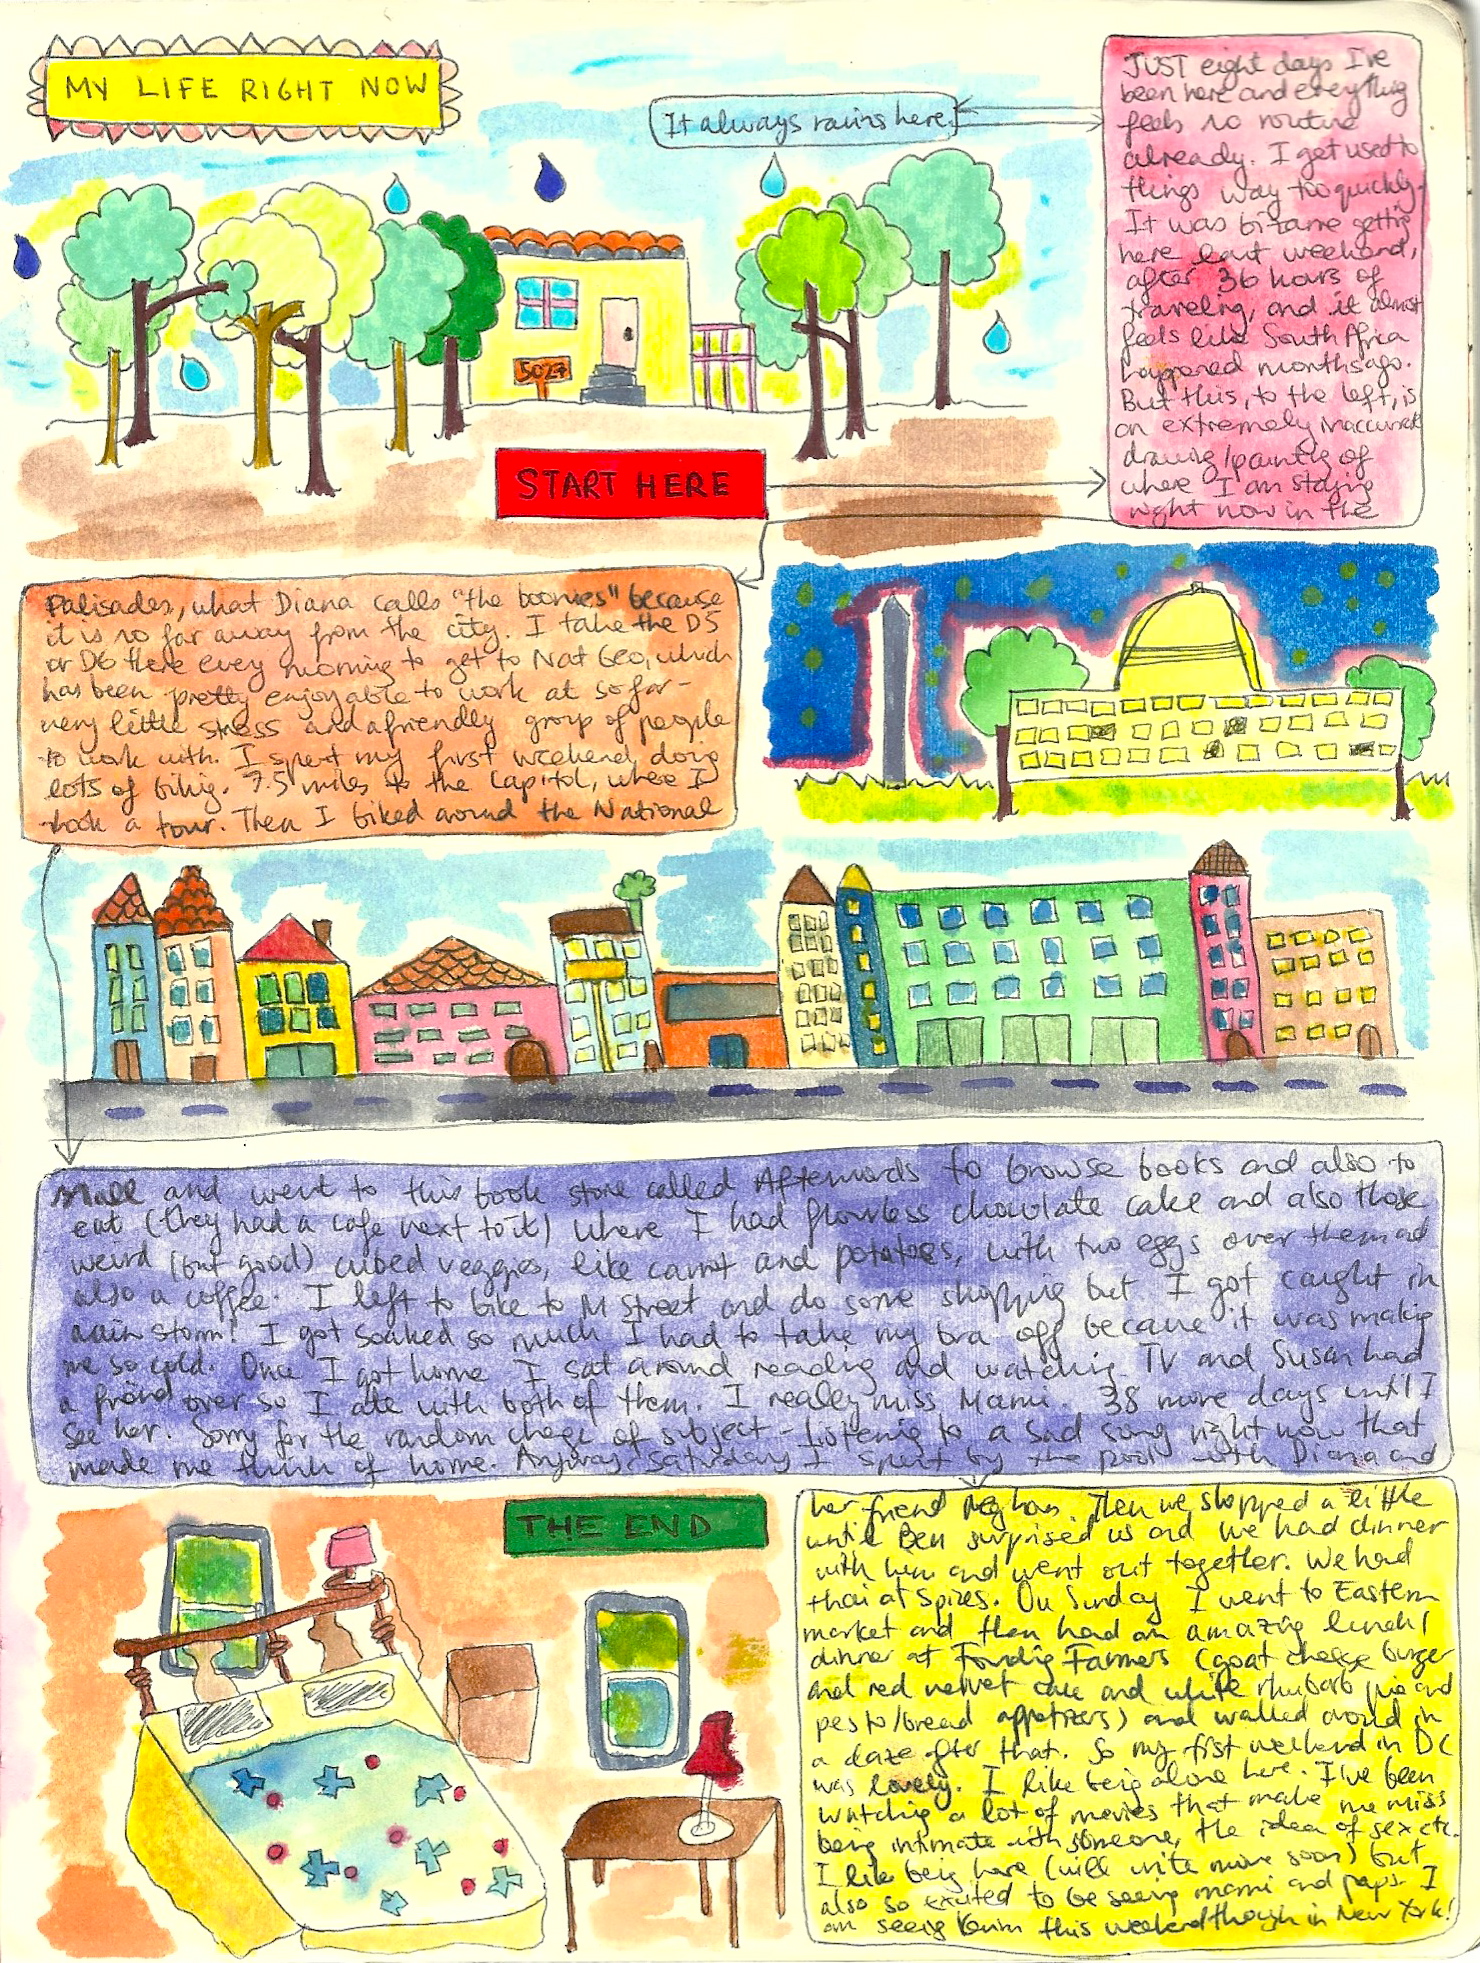 MY LIFE RIGHT NOW
It always rains here.
5027
START HERE
JUST eight days I've
been here and everything
feels so routine
already. I get used to
things way too quickly.
It was bizarre getting
here last weekend,
after 36 hours of
traveling, and it almost
feels like South Africa
happened months ago.
But this, to the left, is
an extremely inaccurate
drawing/painting of
where I am staying
right now in the
Palisades, what Diana calls "the boonies" because
it is so far away from the city. I take the D5
or D6 there every morning to get to Nat Geo, which
has been pretty enjoyable to work at so far -
very little stress and a friendly group of people
to work with. I spent my first weekend doing
lots of biking. 7.5 miles to the Capitol, where I
took a tour. Then I biked around the National
Mall and went to this book store called Afterwords to browse books and also to
eat (they had a cafe next to it) where I had flourless chocolate cake and also those
weird (but good) cubed veggies, like carrot and potatoes, with two eggs over them and
also a coffee. I left to bike to M Street and do some shopping but I got caught in
rain storm! I got soaked so much I had to take my bra off because it was making
me so cold. Once I got home I sat around reading and watching TV and Susan had
a friend over so I ate with both of them. I really miss Mami. 38 more days until I
see her. Sorry for the random change of subject - listening to a sad song right now that
made me think of home. Anyway, Saturday I spent by the pool with Diana and
her friend Meghan. Then we shopped a little
until Ben surprised us and we had dinner
with him and went out together. We had
thai at Spices. On Sunday I went to Eastern
market and then had an amazing lunch/
dinner at Founding Farmers (goat cheese burger
and red velvet cake and white rhubarb pie and
pesto/bread appetizers) and walked around in
a daze after that. So my first weekend in DC
was lovely. I like being alone here. I've been
watching a lot of movies that make me miss
being intimate with someone, the idea of sex etc.
I like being here (will write more soon) but
also so excited to be seeing mami and papi. I
am seeing this weekend though in New York!
THE END